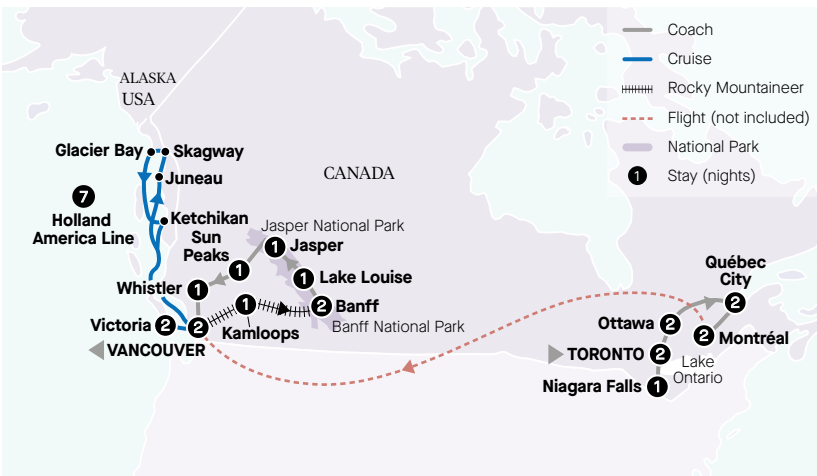 Coach
Cruise
Rocky Mountaineer
Flight (not included)
National Park
1 Stay (nights)
ALASKA
USA
CANADA
Glacier Bay
Skagway
Juneau
7
Holland
America Line
Ketchikan
Sun
Peaks
1
Jasper National Park
1
Jasper
Whistler
1
1
Lake Louise
Victoria
2
2
VANCOUVER
1
Kamloops
2
Banff
Banff National Park
Québec
City
2
Ottawa
2
2
Montréal
TORONTO
2
Lake
Ontario
Niagara Falls
1